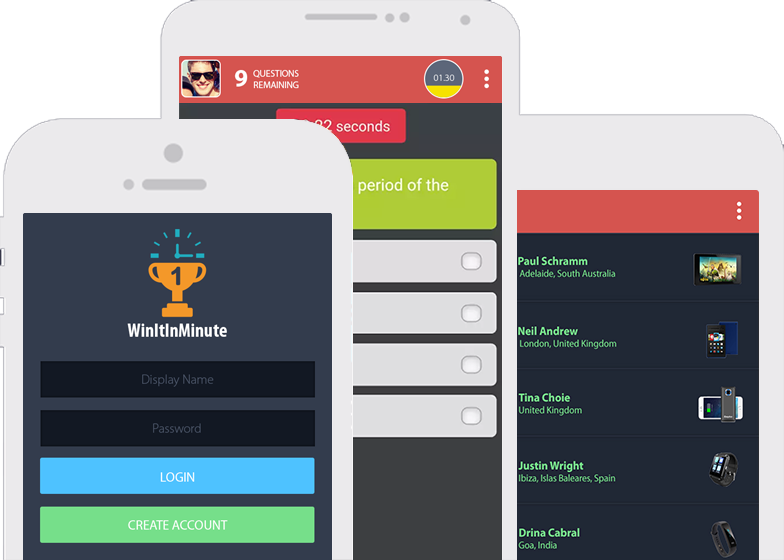 9 QUESTIONS
REMAINING
01.30
seconds
period of the
1
WinItInMinute
Display Name
Password
LOGIN
CREATE ACCOUNT
Paul Schramm
Adelaide, South Australia
Neil Andrew
London, United Kingdom
Tina Choie
United Kingdom
Justin Wright
Ibiza, Islas Baleares, Spain
Drina Cabral
Goa, India